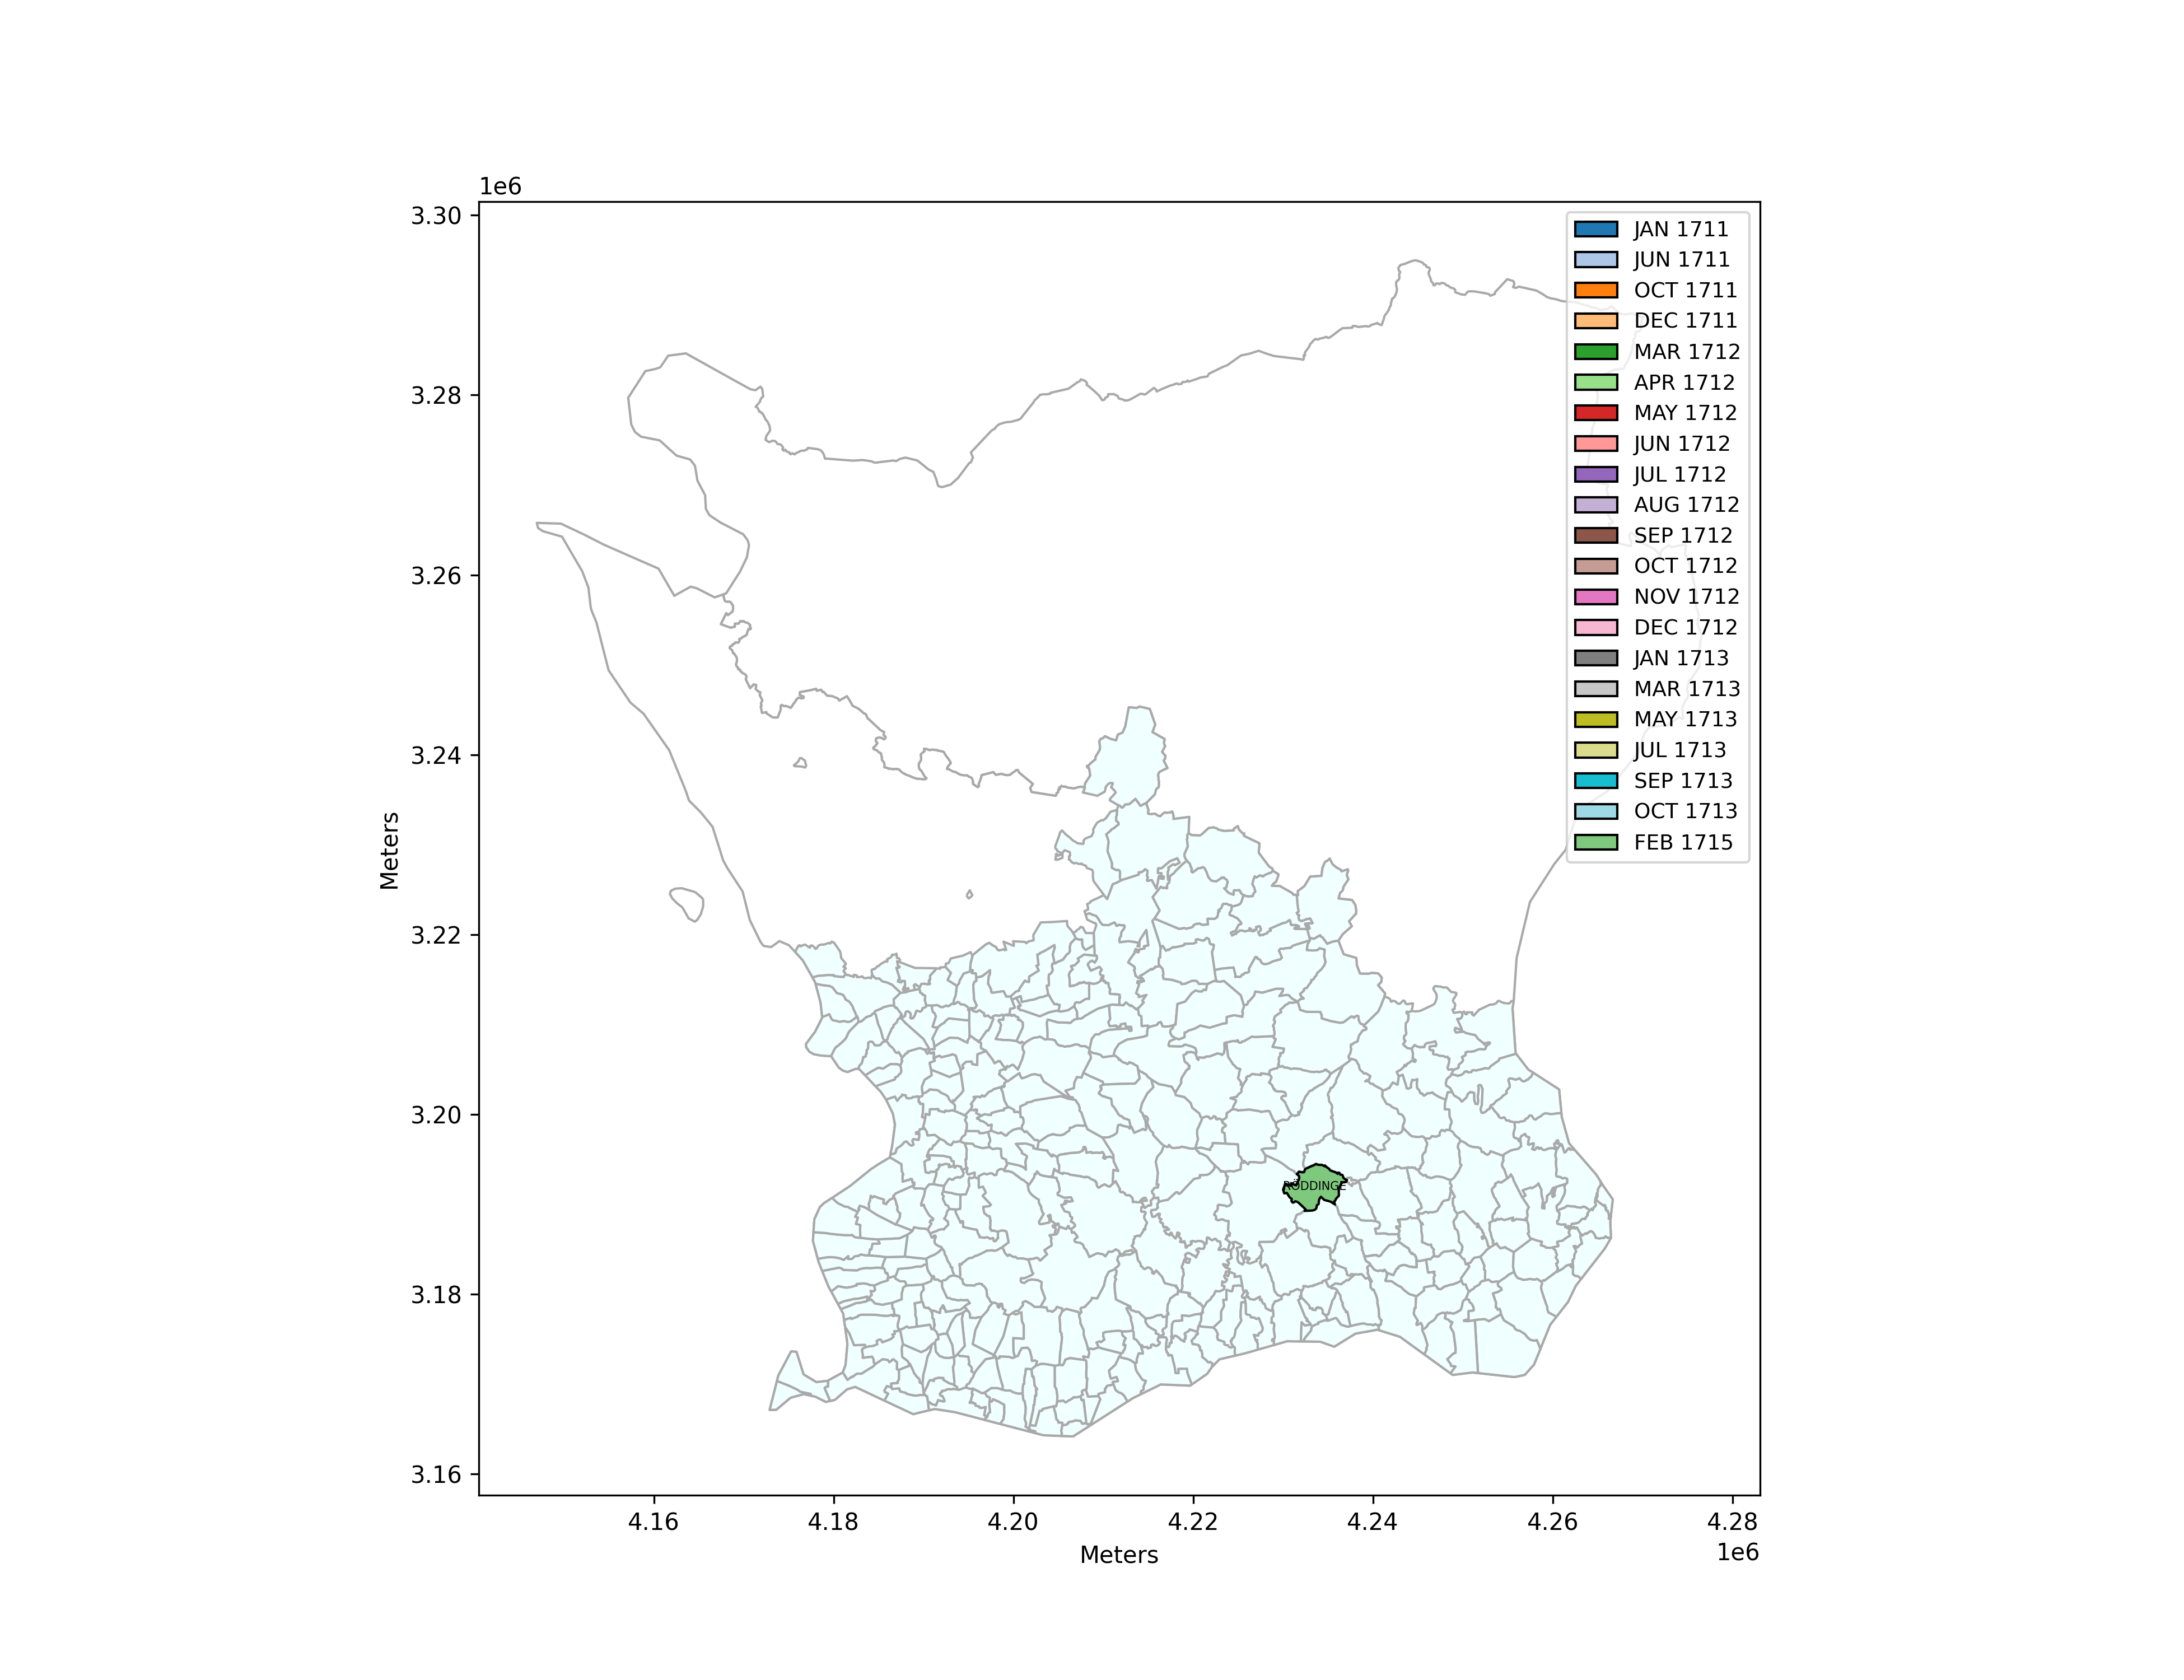 1e6
3.30
3.28
3.26
3.24
3.22
3.20
3.18
3.16
Meters
JAN 1711
JUN 1711
OCT 1711
DEC 1711
MAR 1712
APR 1712
MAY 1712
JUN 1712
JUL 1712
AUG 1712
SEP 1712
OCT 1712
NOV 1712
DEC 1712
JAN 1713
MAR 1713
MAY 1713
JUL 1713
SEP 1713
OCT 1713
FEB 1715
RÖDDINGE
4.16 4.18 4.20 4.22 4.24 4.26 4.28
Meters
1e6